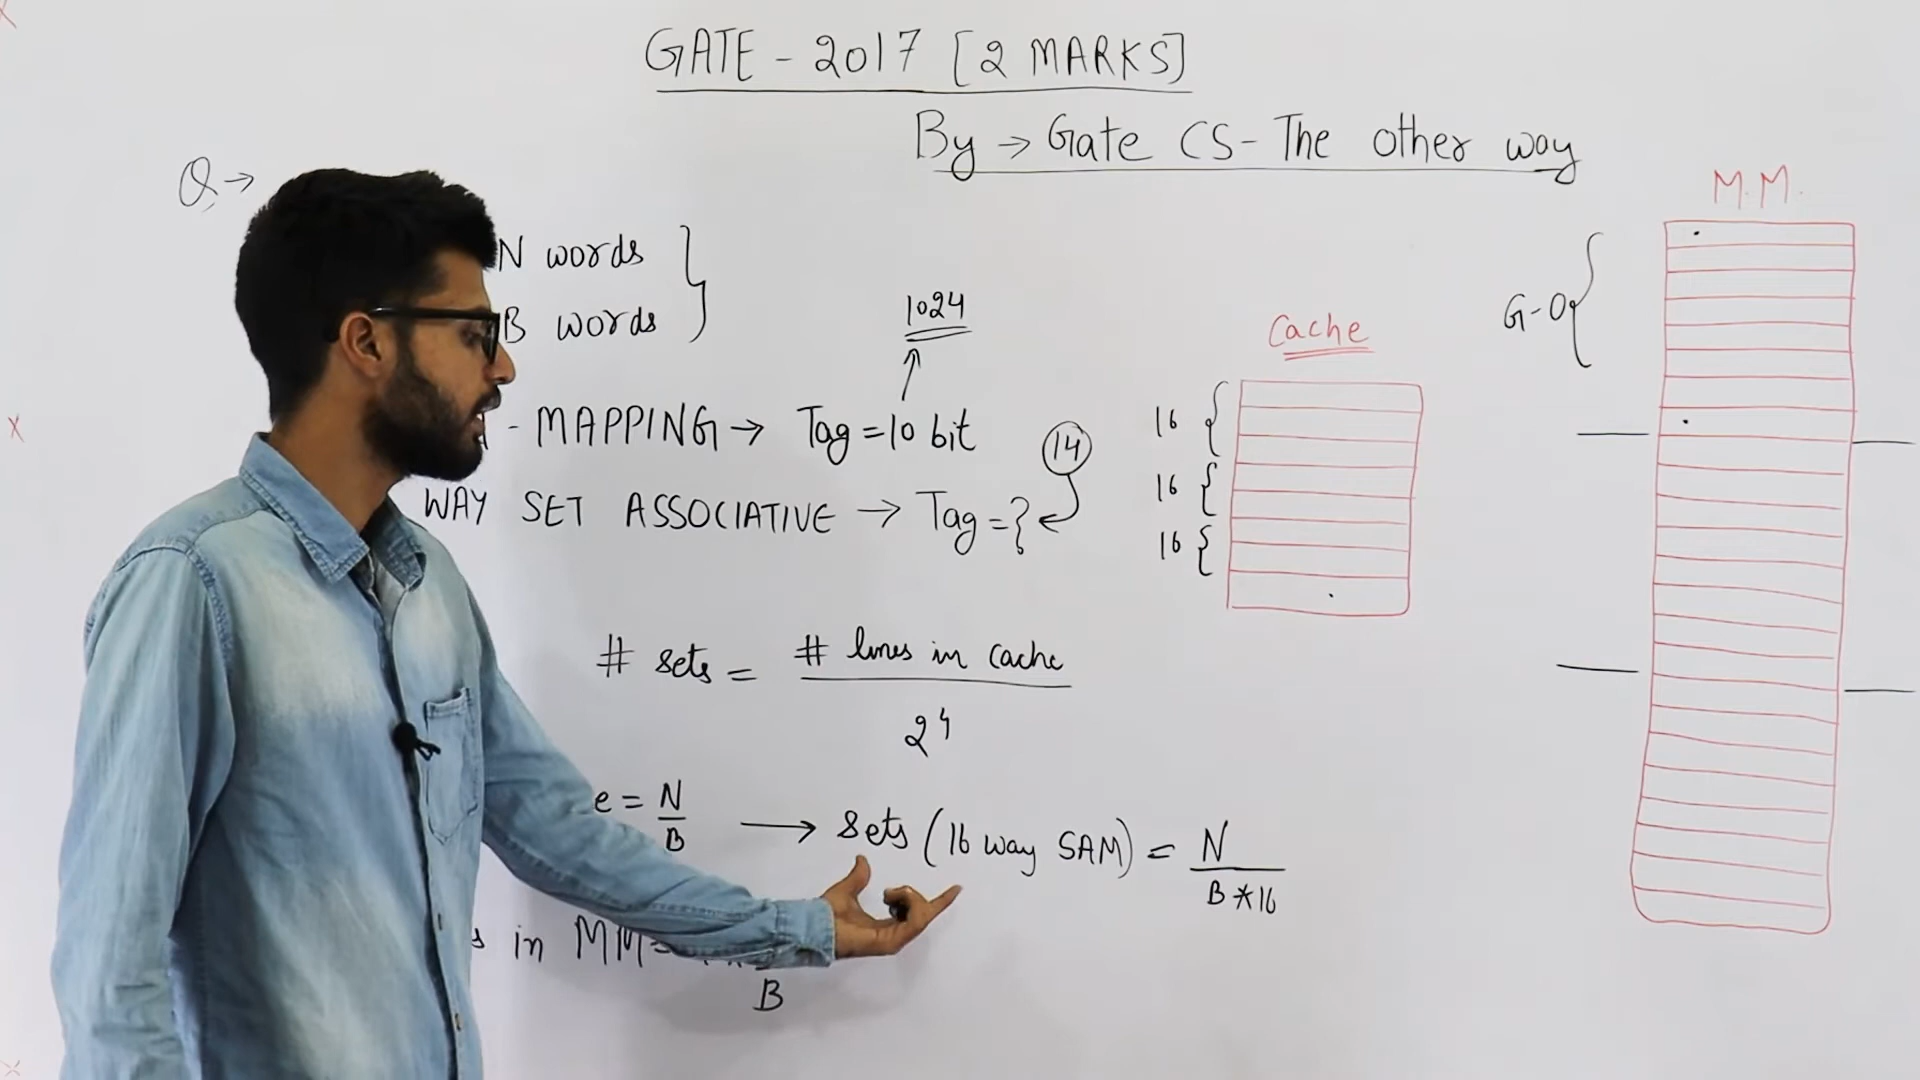 GATE - 2017 [2 MARKS]
By → Gate CS - The other way
Q →
N words
B words
1024
- MAPPING → Tag = 10 bit
14
WAY SET ASSOCIATIVE → Tag = ?
# sets = # lines in cache
2^4
e = N
B
→ Sets (16 way SAM) = N
B * 16
s in MM =
B
Cache
16
16
16
M.M.
G-0